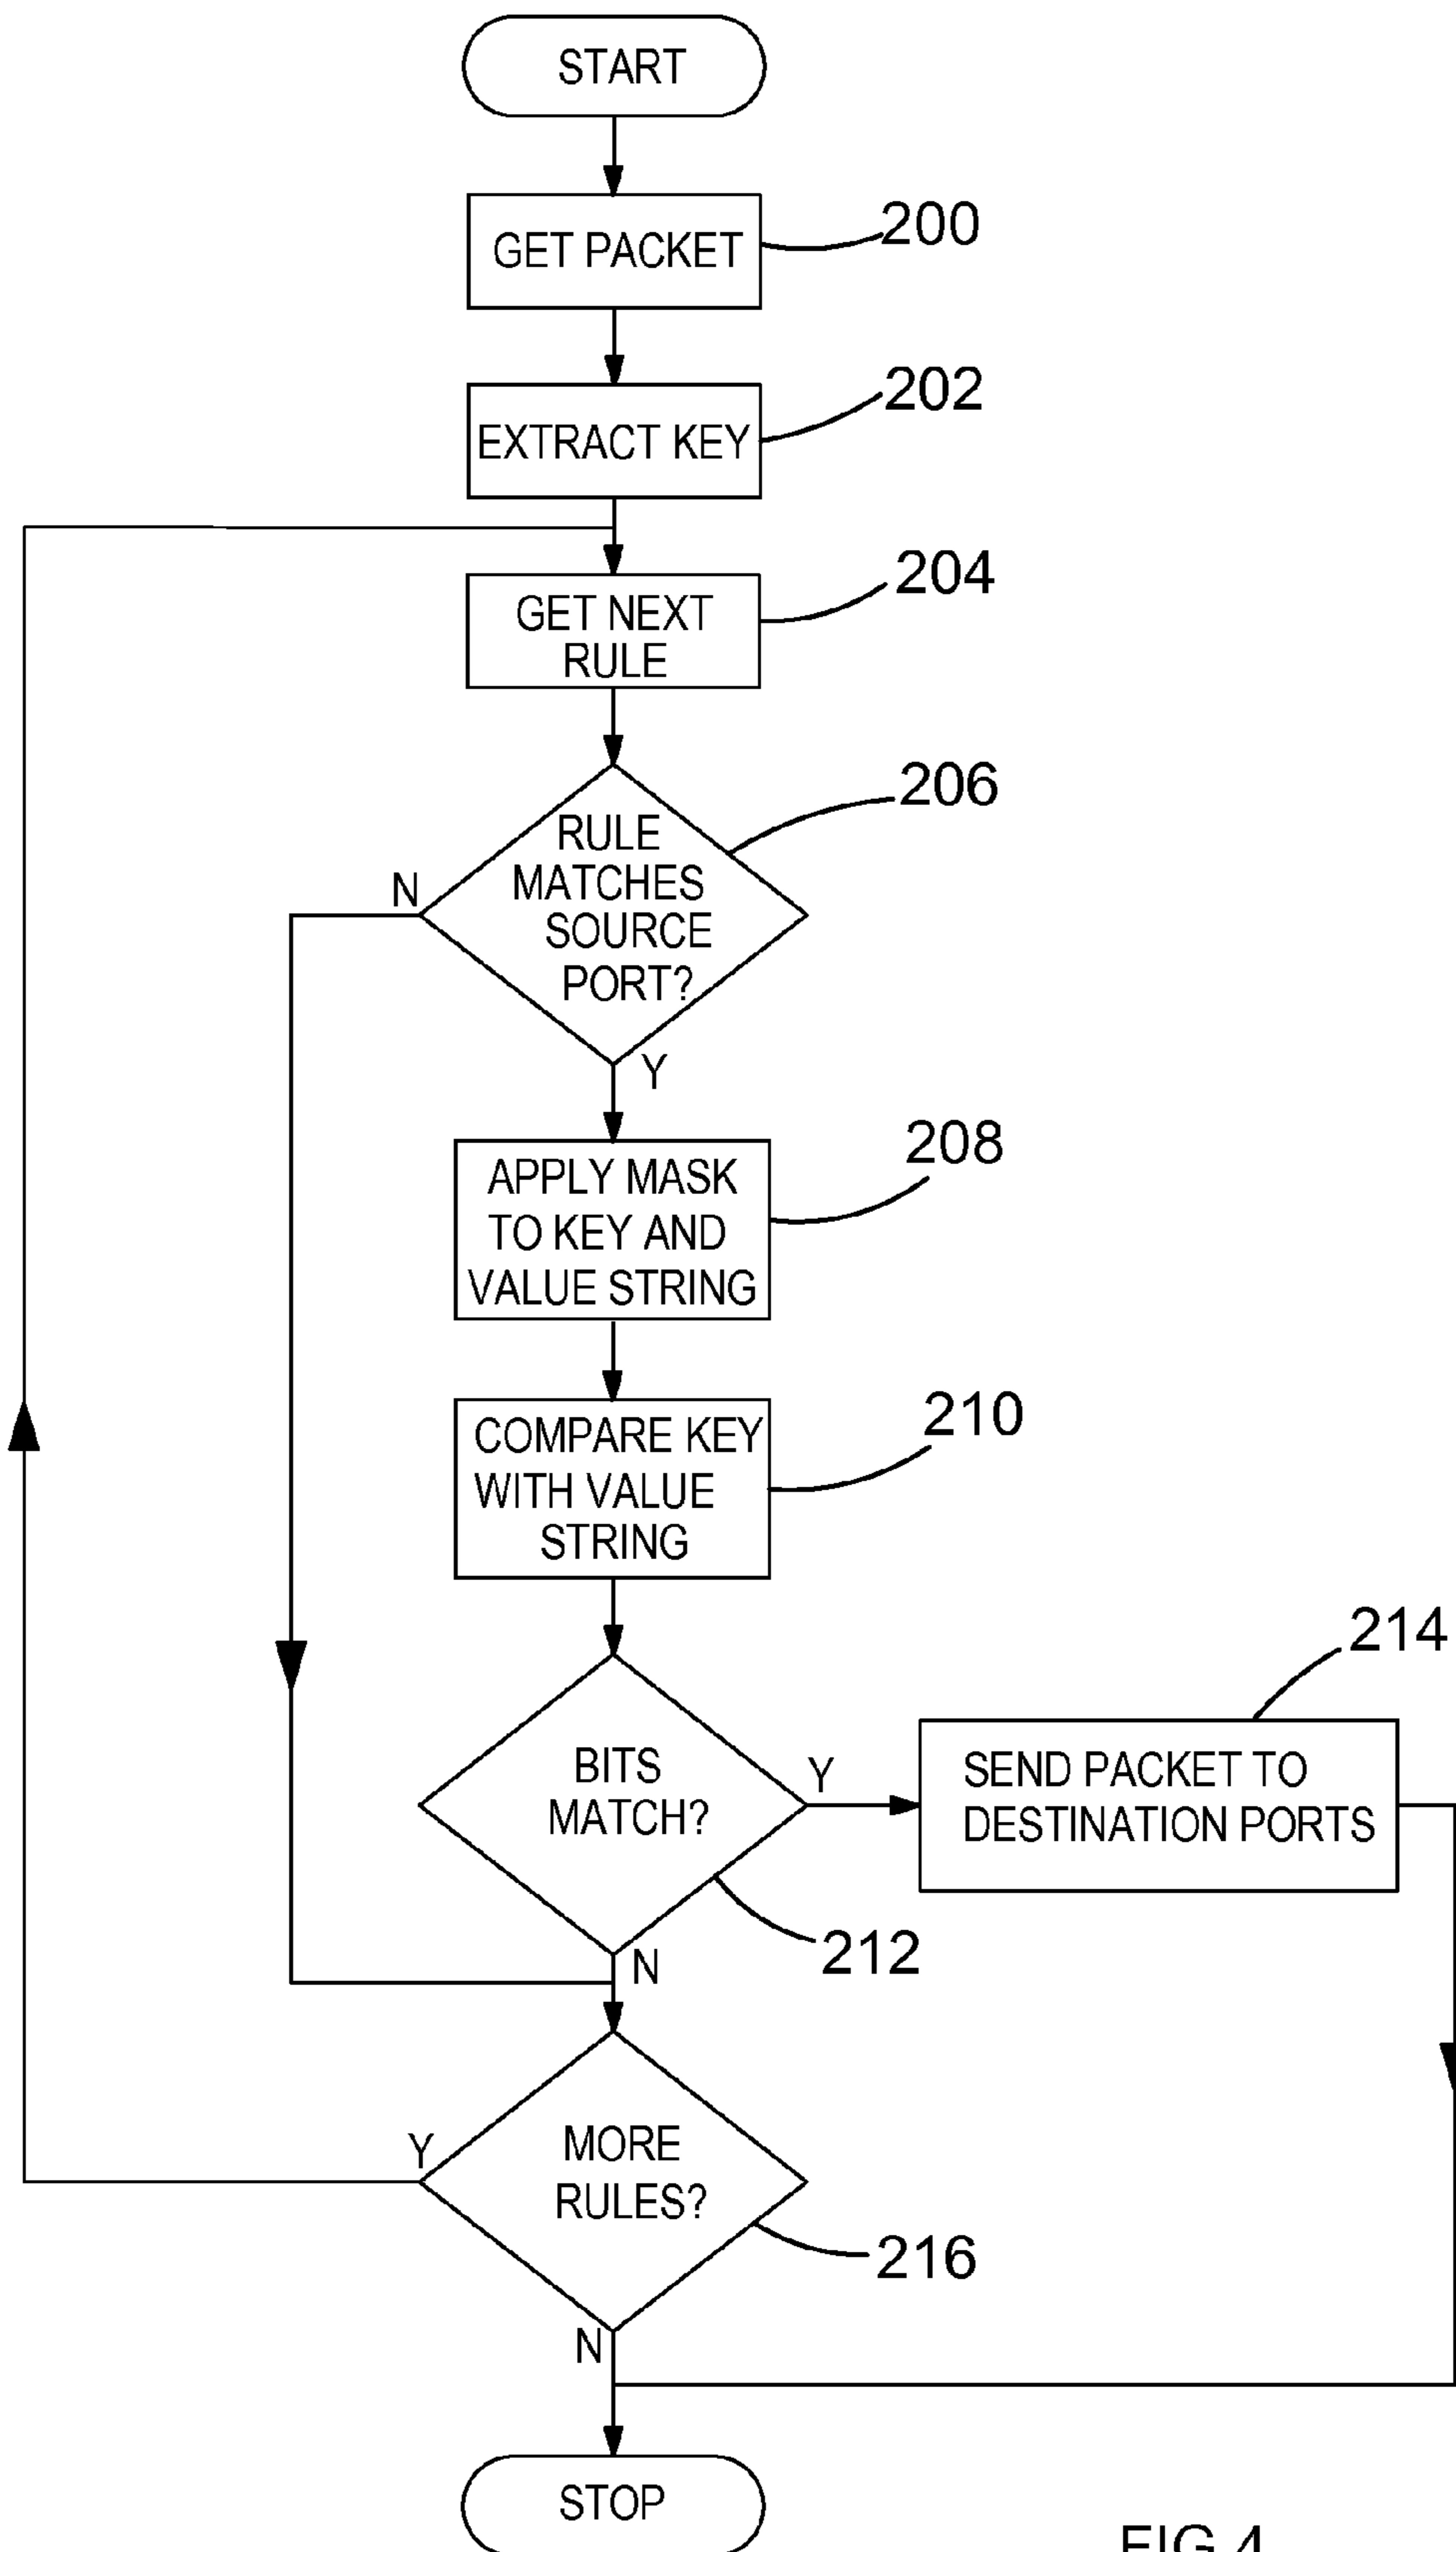 START
GET PACKET
200
EXTRACT KEY
202
GET NEXT
RULE
204
RULE
MATCHES
SOURCE
PORT?
206
N
Y
APPLY MASK
TO KEY AND
VALUE STRING
208
COMPARE KEY
WITH VALUE
STRING
210
BITS
MATCH?
Y
212
N
SEND PACKET TO
DESTINATION PORTS
214
MORE
RULES?
Y
216
N
STOP
FIG 4